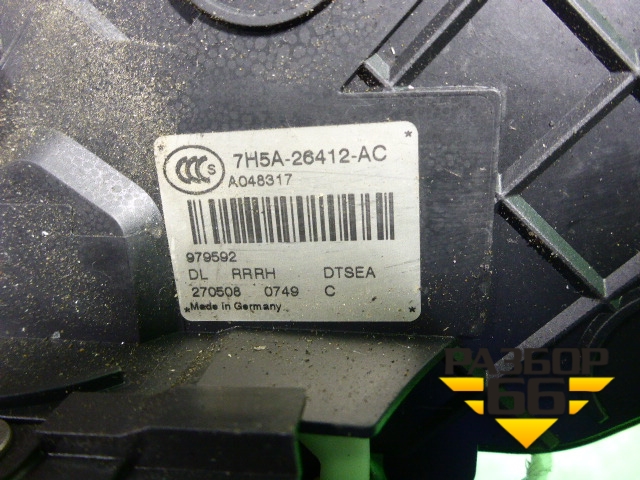 CCC S 7H5A-26412-AC
A048317
979592
DL RRRH DTSEA
270508 0749 C
Made in Germany
РАЗБОР
66